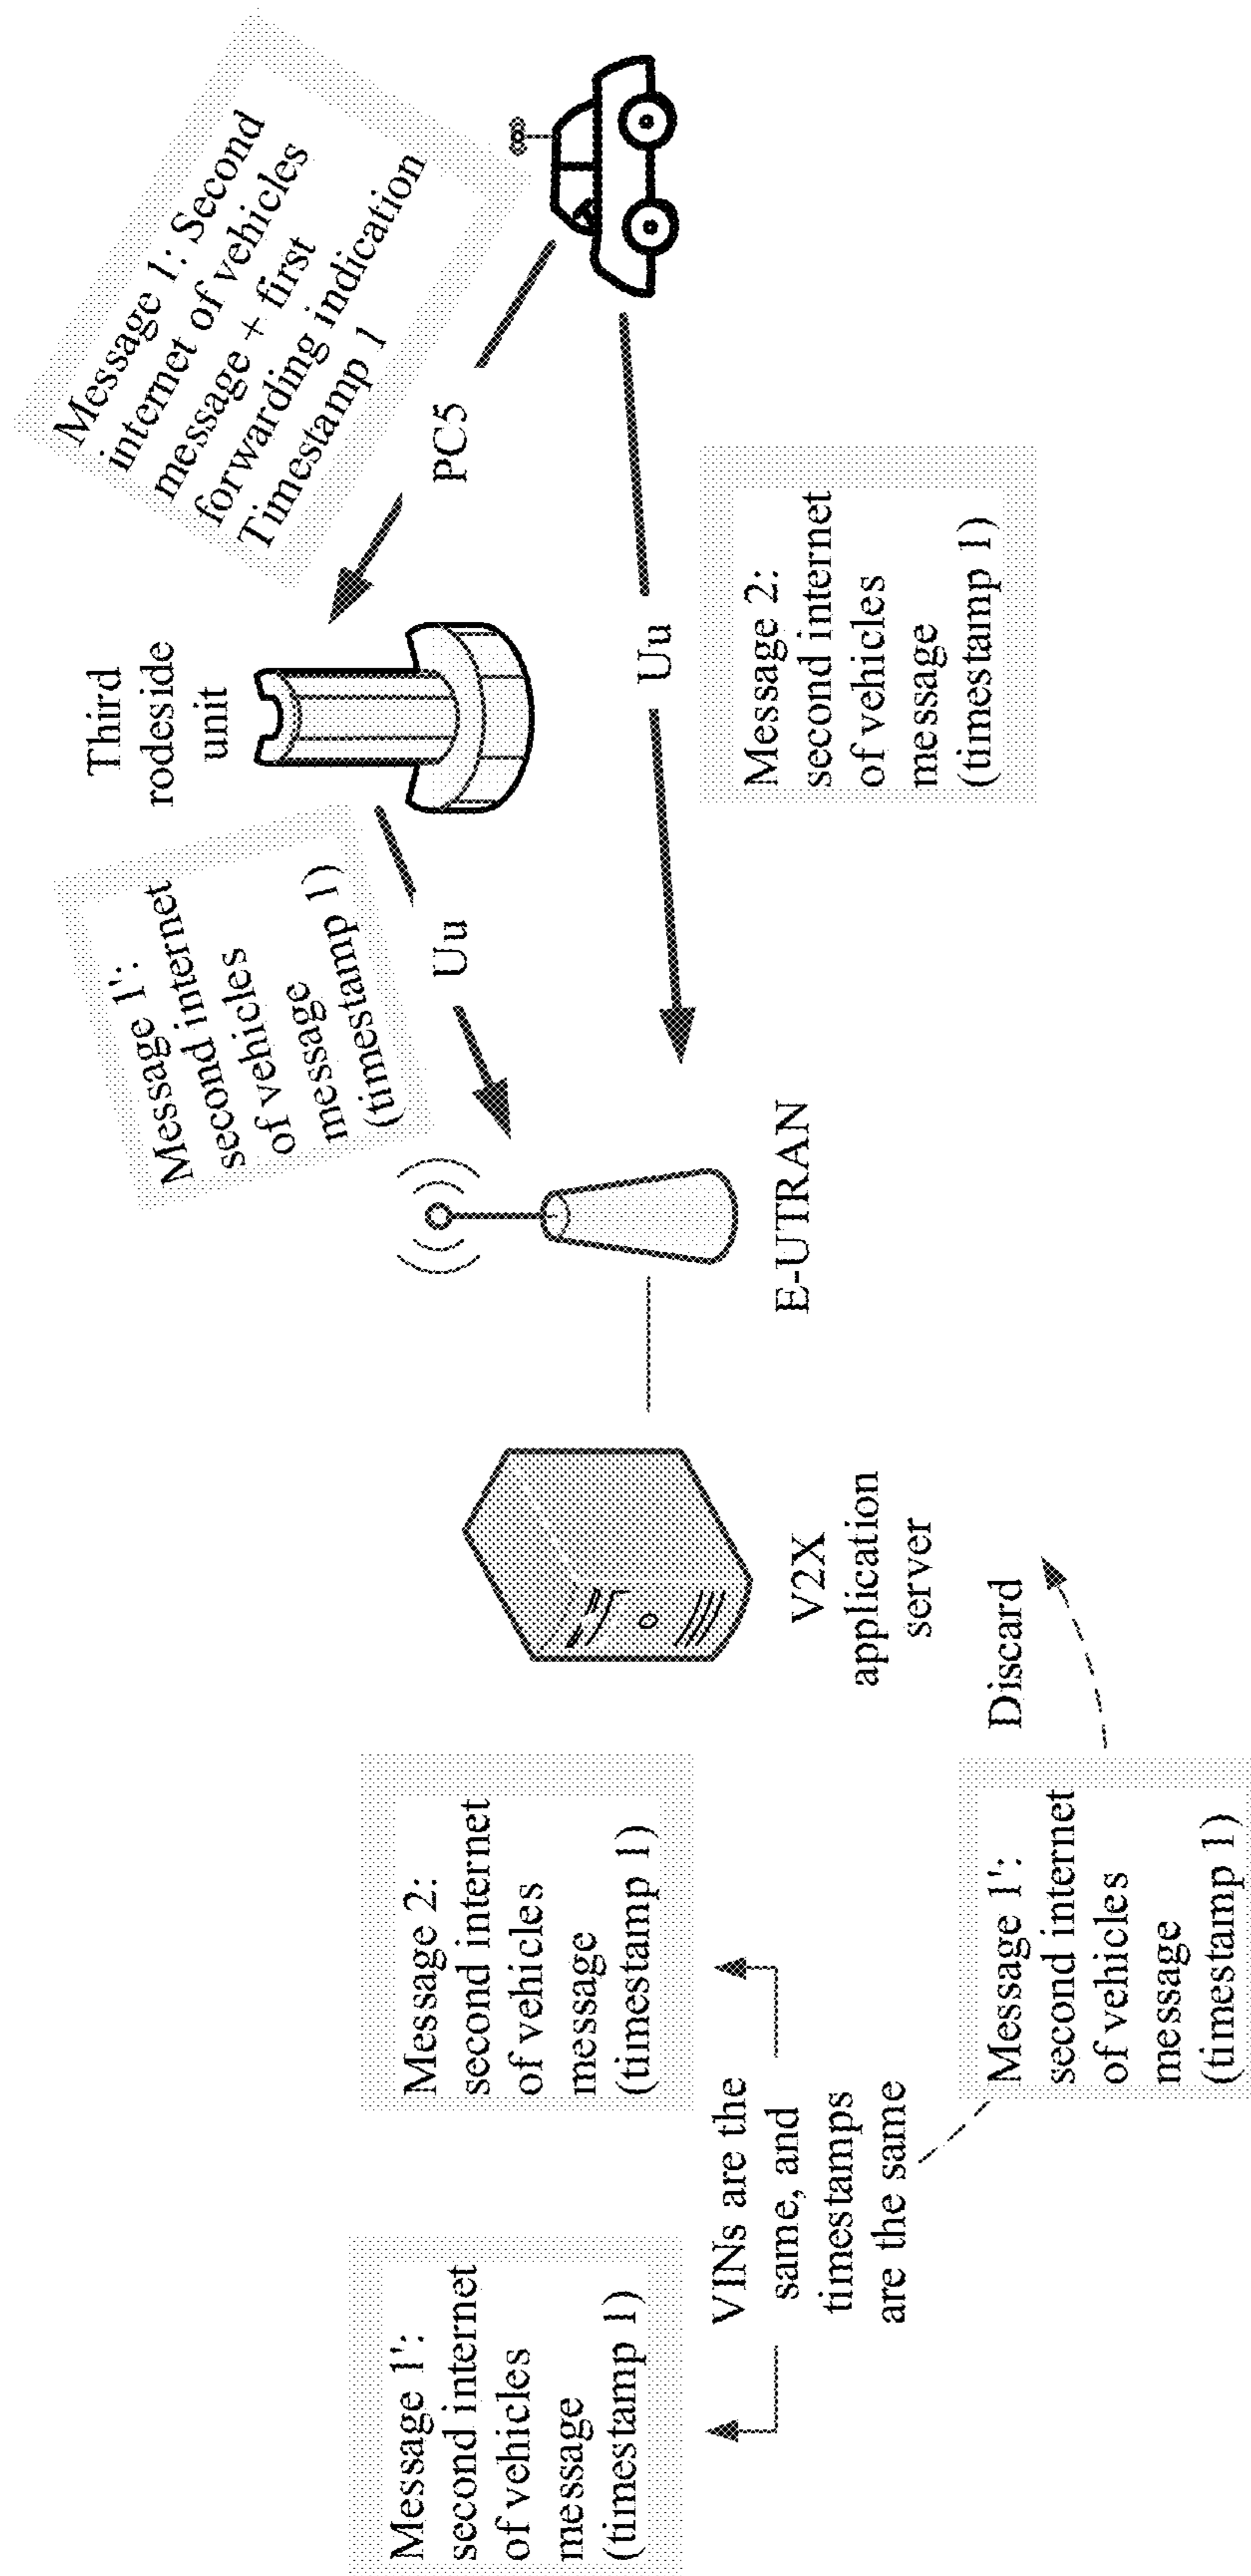 Message 1':
second internet
of vehicles
message
(timestamp 1)
VINs are the
same, and
timestamps
are the same
Message 2:
second internet
of vehicles
message
(timestamp 1)
Message 1':
second internet
of vehicles
message
(timestamp 1)
Discard
V2X
application
server
E-UTRAN
Message 1':
second internet
of vehicles
message
(timestamp 1)
Uu
Third
rodeside
unit
Uu
Message 2:
second internet
of vehicles
message
(timestamp 1)
PC5
Message 1: Second
internet of vehicles
message + first
forwarding indication
Timestamp 1